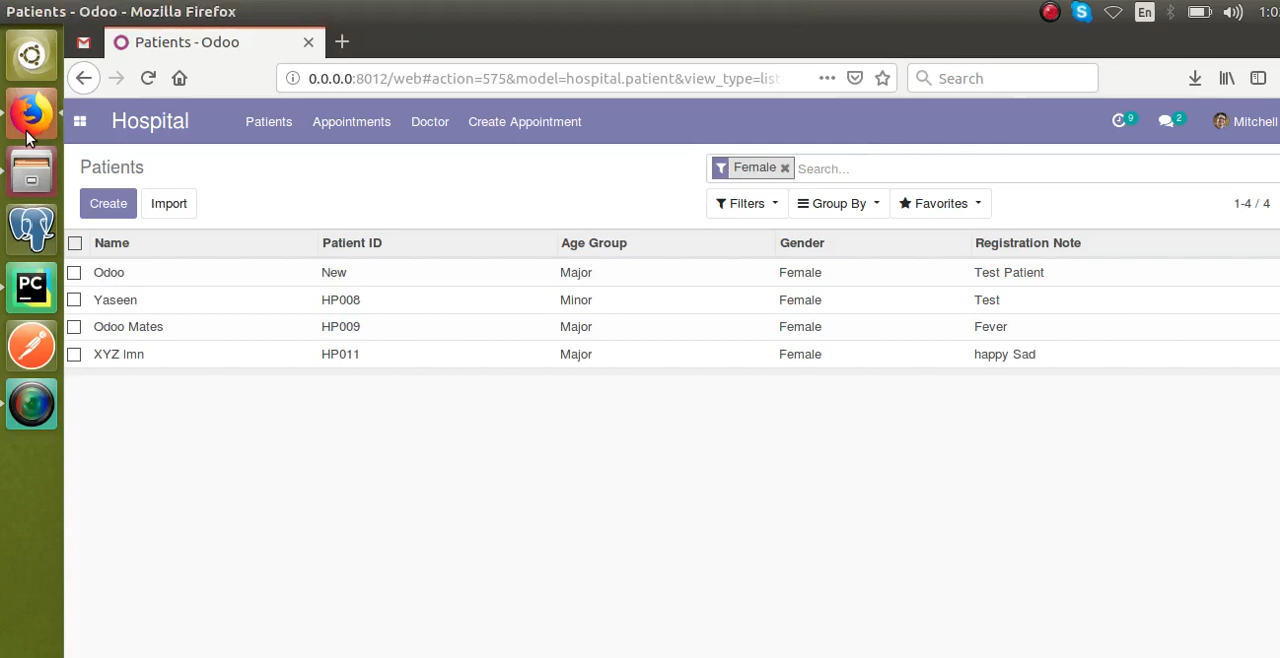 Patients - Odoo - Mozilla Firefox
En
Patients - Odoo
0.0.0.0:8012/web#action=575&model=hospital.patient&view_type=list
Search
Hospital
Patients
Appointments
Doctor
Create Appointment
9
2
Mitchell
Patients
Female
Search...
Create
Import
Filters
Group By
Favorites
1-4 / 4
Name Patient ID Age Group Gender Registration Note
Odoo New Major Female Test Patient
Yaseen HP008 Minor Female Test
Odoo Mates HP009 Major Female Fever
XYZ lmn HP011 Major Female happy Sad
PC